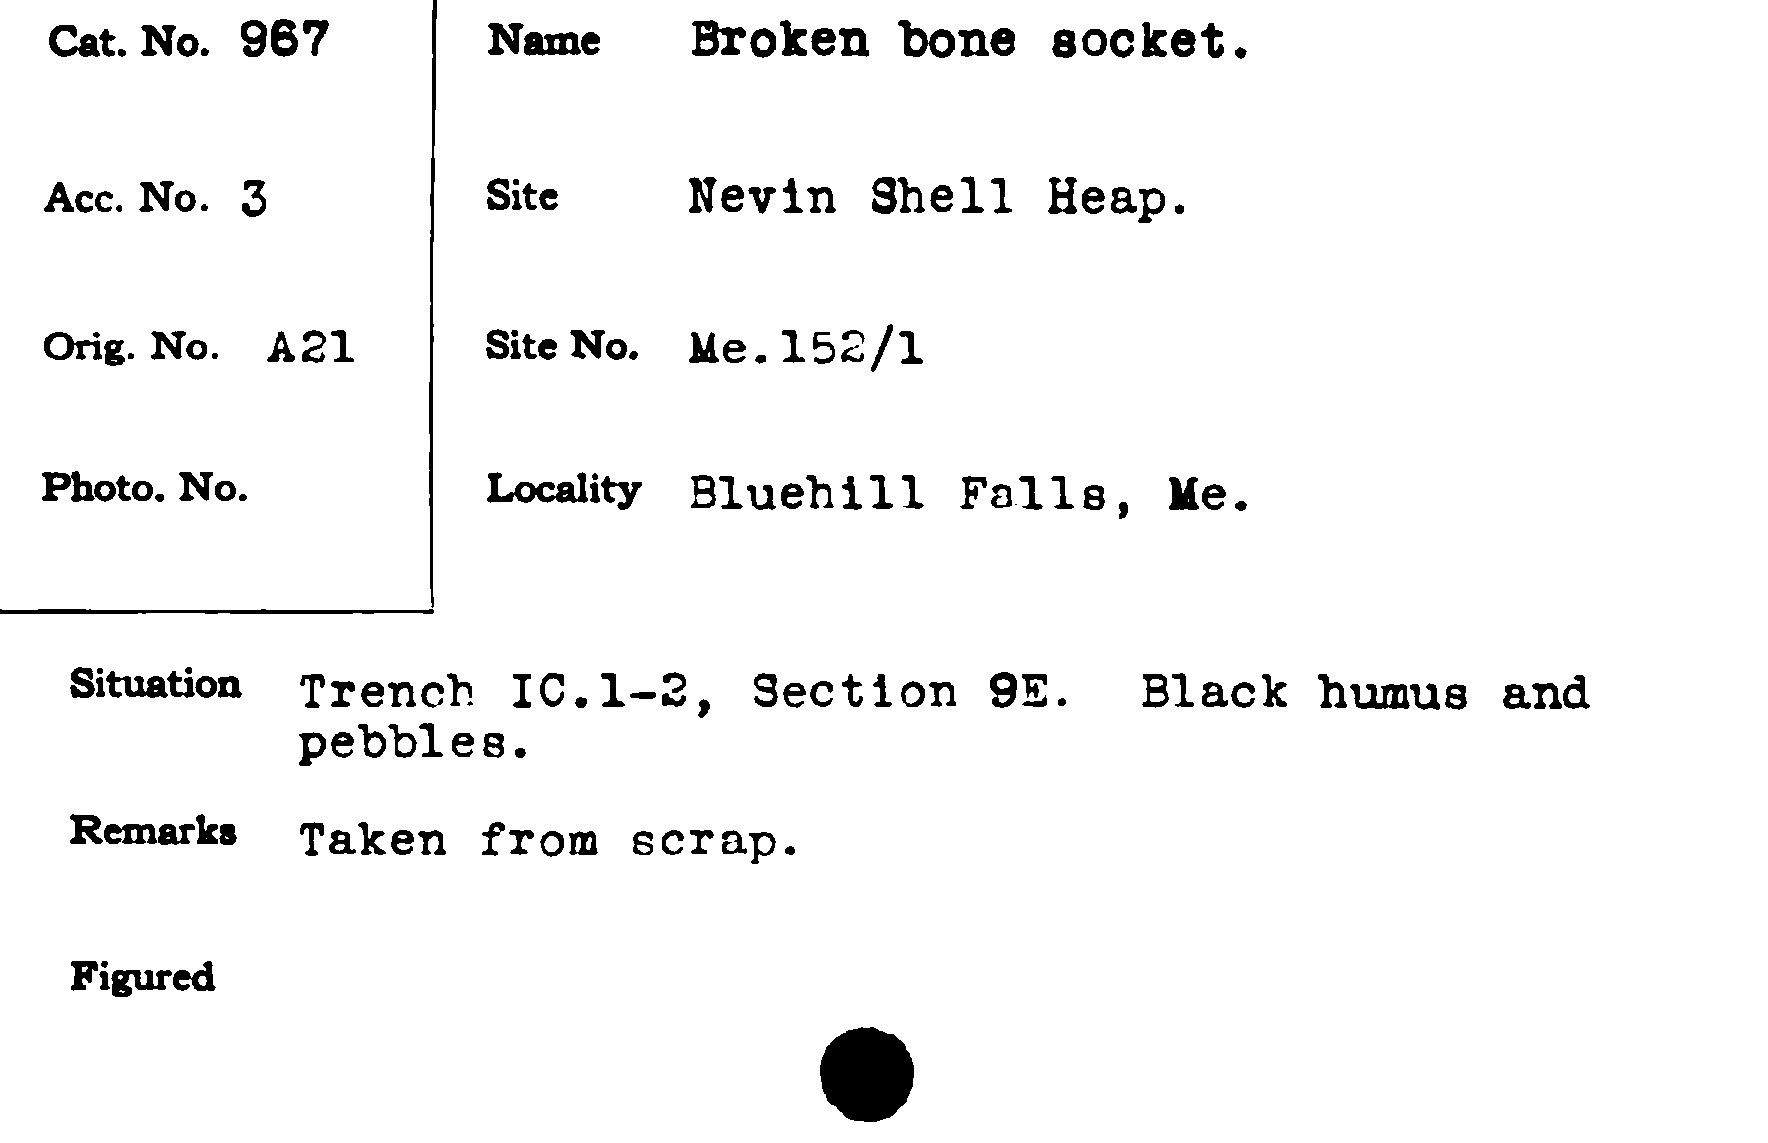 Cat. No. 967
Name Broken bone socket.
Acc. No. 3
Site Nevin Shell Heap.
Orig. No. A21
Site No. Me.152/1
Photo. No.
Locality Bluehill Falls, Me.
Situation Trench IC.1-2, Section 9E. Black humus and
pebbles.
Remarks Taken from scrap.
Figured